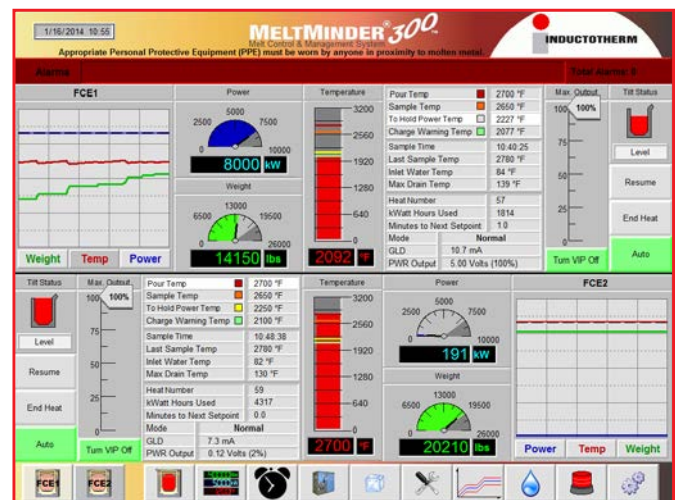 1/16/2014 10:55
MELTMINDER® 300
Melt Control & Management System
INDUCTOTHERM
Appropriate Personal Protective Equipment (PPE) must be worn by anyone in proximity to molten metal.
Alarms
Total Alarms: 0
FCE1
Weight Temp Power
Power
0 2500 5000 7500 10000
8000 kW
Weight
0 6500 13000 19500 26000
14150 lbs
Temperature
3200
2560
1920
1280
640
0
2092 °F
Pour Temp 2700 °F
Sample Temp 2650 °F
To Hold Power Temp 2227 °F
Charge Warning Temp 2077 °F
Sample Time 10:40:25
Last Sample Temp 2780 °F
Inlet Water Temp 84 °F
Max Drain Temp 139 °F
Heat Number 57
kWatt Hours Used 1814
Minutes to Next Setpoint 1.0
Mode Normal
GLD 10.7 mA
PWR Output 5.00 Volts (100%)
Max. Output
100 100%
75
50
25
Turn VIP Off
Tilt Status
Level
Resume
End Heat
Auto
Tilt Status
Level
Resume
End Heat
Auto
Max. Output
100 100%
75
50
25
Turn VIP Off
Pour Temp 2700 °F
Sample Temp 2650 °F
To Hold Power Temp 2250 °F
Charge Warning Temp 2100 °F
Sample Time 10:48:38
Last Sample Temp 2780 °F
Inlet Water Temp 82 °F
Max Drain Temp 130 °F
Heat Number 59
kWatt Hours Used 4317
Minutes to Next Setpoint 0.0
Mode Normal
GLD 7.3 mA
PWR Output 0.12 Volts (2%)
Temperature
3200
2560
1920
1280
640
0
2700 °F
Power
0 2500 5000 7500 10000
191 kW
Weight
0 6500 13000 19500 26000
20210 lbs
FCE2
Power Temp Weight
FCE1 FCE2